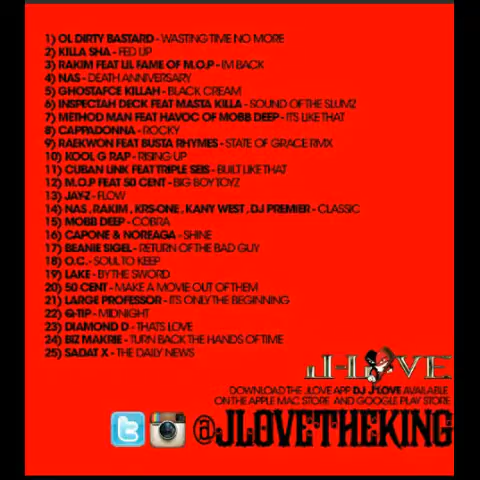 1) OL DIRTY BASTARD - WASTING TIME NO MORE
2) KILLA SHA - FED UP
3) RAKIM FEAT LIL FAME OF M.O.P - IM BACK
4) NAS - DEATH ANNIVERSARY
5) GHOSTAFCE KILLAH - BLACK CREAM
6) INSPECTAH DECK FEAT MASTA KILLA - SOUND OF THE SLUMZ
7) METHOD MAN FEAT HAVOC OF MOBB DEEP - ITS LIKE THAT
8) CAPPADONNA - ROCKY
9) RAEKWON FEAT BUSTA RHYMES - STATE OF GRACE RMX
10) KOOL G RAP - RISING UP
11) CUBAN LINK FEAT TRIPLE SEIS - BUILT LIKE THAT
12) M.O.P FEAT 50 CENT - BIG BOY TOYZ
13) JAY-Z - FLOW
14) NAS , RAKIM , KRS-ONE , KANY WEST , DJ PREMIER - CLASSIC
15) MOBB DEEP - COBRA
16) CAPONE & NOREAGA - SHINE
17) BEANIE SIGEL - RETURN OF THE BAD GUY
18) O.C. - SOUL TO KEEP
19) LAKE - BY THE SWORD
20) 50 CENT - MAKE A MOVIE OUT OF THEM
21) LARGE PROFESSOR - ITS ONLY THE BEGINNING
22) Q-TIP - MIDNIGHT
23) DIAMOND D - THATS LOVE
24) BIZ MAKRIE - TURN BACK THE HANDS OF TIME
25) SADAT X - THE DAILY NEWS
J-LOVE
DOWNLOAD THE JLOVE APP DJ J LOVE AVAILABLE
ON THE APPLE MAC STORE AND GOOGLE PLAY STORE
@JLOVETHEKING